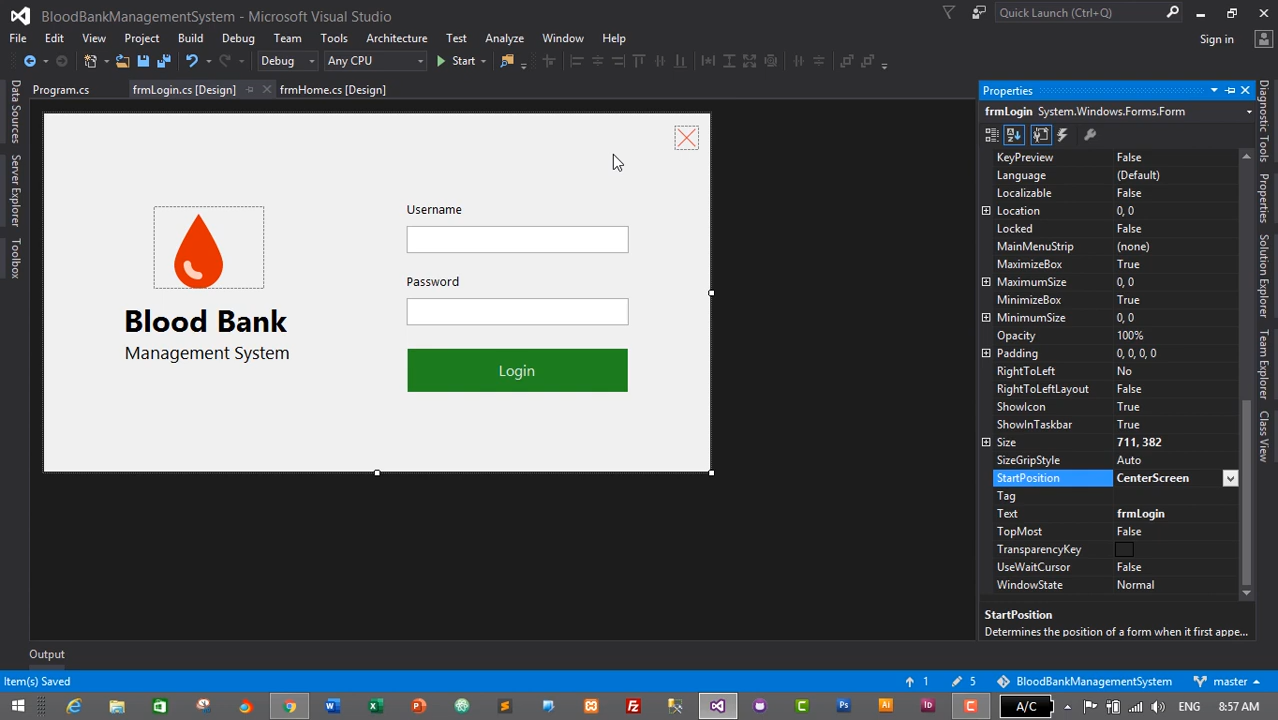 BloodBankManagementSystem - Microsoft Visual Studio
Quick Launch (Ctrl+Q)
File Edit View Project Build Debug Team Tools Architecture Test Analyze Window Help
Sign in
Debug Any CPU Start
Data Sources
Server Explorer
Toolbox
Program.cs frmLogin.cs [Design] frmHome.cs [Design]
Username
Password
Login
Blood Bank
Management System
Properties
frmLogin System.Windows.Forms.Form
KeyPreview False
Language (Default)
Localizable False
Location 0, 0
Locked False
MainMenuStrip (none)
MaximizeBox True
MaximumSize 0, 0
MinimizeBox True
MinimumSize 0, 0
Opacity 100%
Padding 0, 0, 0, 0
RightToLeft No
RightToLeftLayout False
ShowIcon True
ShowInTaskbar True
Size 711, 382
SizeGripStyle Auto
StartPosition CenterScreen
Tag
Text frmLogin
TopMost False
TransparencyKey
UseWaitCursor False
WindowState Normal
StartPosition
Determines the position of a form when it first appe...
Diagnostic Tools
Properties
Solution Explorer
Team Explorer
Class View
Output
Item(s) Saved
1 5 BloodBankManagementSystem master
A/C ENG 8:57 AM